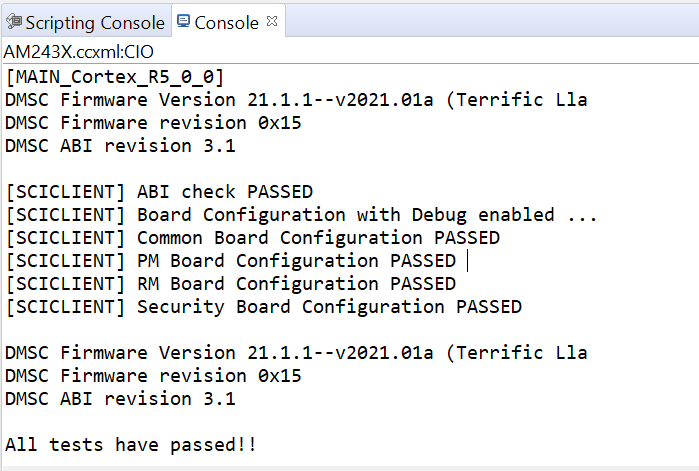 Scripting Console Console
AM243X.ccxml:CIO
[MAIN_Cortex_R5_0_0]
DMSC Firmware Version 21.1.1--v2021.01a (Terrific Lla
DMSC Firmware revision 0x15
DMSC ABI revision 3.1
[SCICLIENT] ABI check PASSED
[SCICLIENT] Board Configuration with Debug enabled ...
[SCICLIENT] Common Board Configuration PASSED
[SCICLIENT] PM Board Configuration PASSED
[SCICLIENT] RM Board Configuration PASSED
[SCICLIENT] Security Board Configuration PASSED
DMSC Firmware Version 21.1.1--v2021.01a (Terrific Lla
DMSC Firmware revision 0x15
DMSC ABI revision 3.1
All tests have passed!!